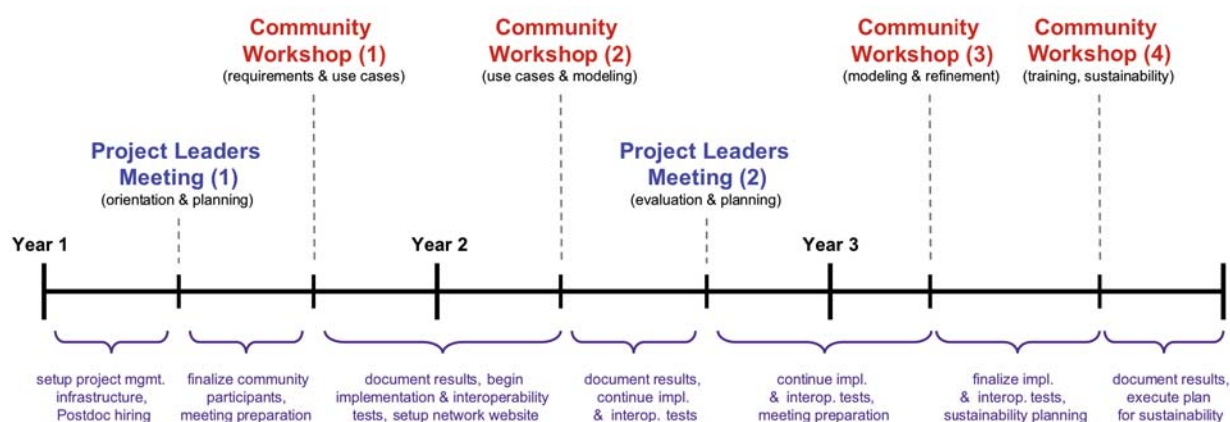 Community
Workshop (1)
(requirements & use cases)
Community
Workshop (2)
(use cases & modeling)
Community
Workshop (3)
(modeling & refinement)
Community
Workshop (4)
(training, sustainability)
Project Leaders
Meeting (1)
(orientation & planning)
Project Leaders
Meeting (2)
(evaluation & planning)
Year 1
Year 2
Year 3
setup project mgmt.
infrastructure,
Postdoc hiring
finalize community
participants,
meeting preparation
document results, begin
implementation & interoperability
tests, setup network website
document results,
continue impl.
& interop. tests
continue impl.
& interop. tests,
meeting preparation
finalize impl.
& interop. tests,
sustainability planning
document results,
execute plan
for sustainability